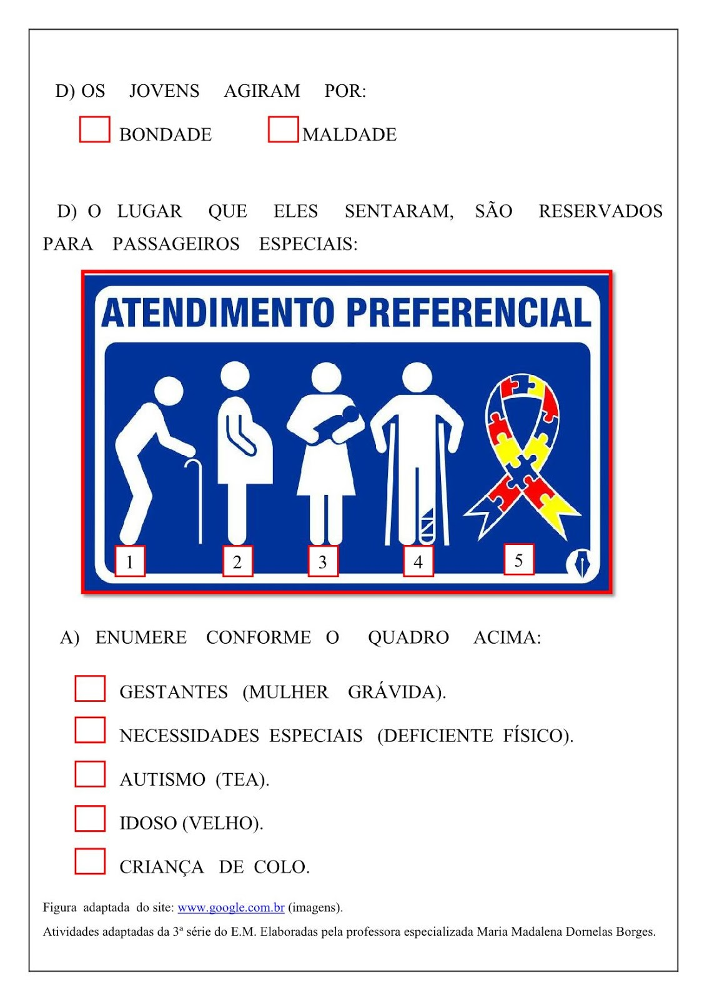 D) OS JOVENS AGIRAM POR:
BONDADE MALDADE
D) O LUGAR QUE ELES SENTARAM, SÃO RESERVADOS
PARA PASSAGEIROS ESPECIAIS:
ATENDIMENTO PREFERENCIAL
1 2 3 4 5
A) ENUMERE CONFORME O QUADRO ACIMA:
GESTANTES (MULHER GRÁVIDA).
NECESSIDADES ESPECIAIS (DEFICIENTE FÍSICO).
AUTISMO (TEA).
IDOSO (VELHO).
CRIANÇA DE COLO.
Figura adaptada do site: www.google.com.br (imagens).
Atividades adaptadas da 3ª série do E.M. Elaboradas pela professora especializada Maria Madalena Dornelas Borges.